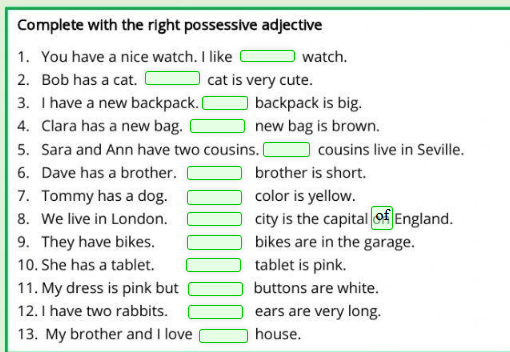 Complete with the right possessive adjective
1. You have a nice watch. I like watch.
2. Bob has a cat. cat is very cute.
3. I have a new backpack. backpack is big.
4. Clara has a new bag. new bag is brown.
5. Sara and Ann have two cousins. cousins live in Seville.
6. Dave has a brother. brother is short.
7. Tommy has a dog. color is yellow.
8. We live in London. city is the capital of England.
9. They have bikes. bikes are in the garage.
10. She has a tablet. tablet is pink.
11. My dress is pink but buttons are white.
12. I have two rabbits. ears are very long.
13. My brother and I love house.